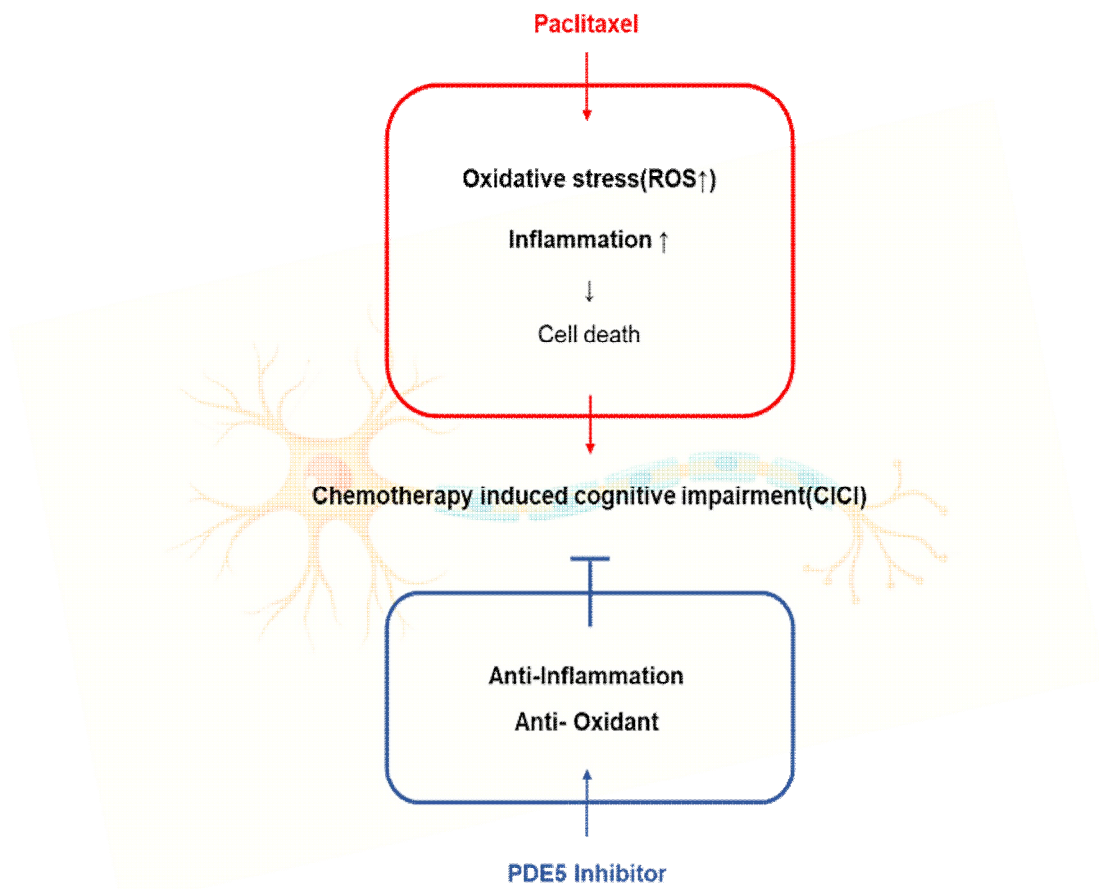 Paclitaxel
Oxidative stress(ROS↑)
Inflammation ↑
↓
Cell death
Chemotherapy induced cognitive impairment(CICI)
Anti-Inflammation
Anti- Oxidant
PDE5 Inhibitor